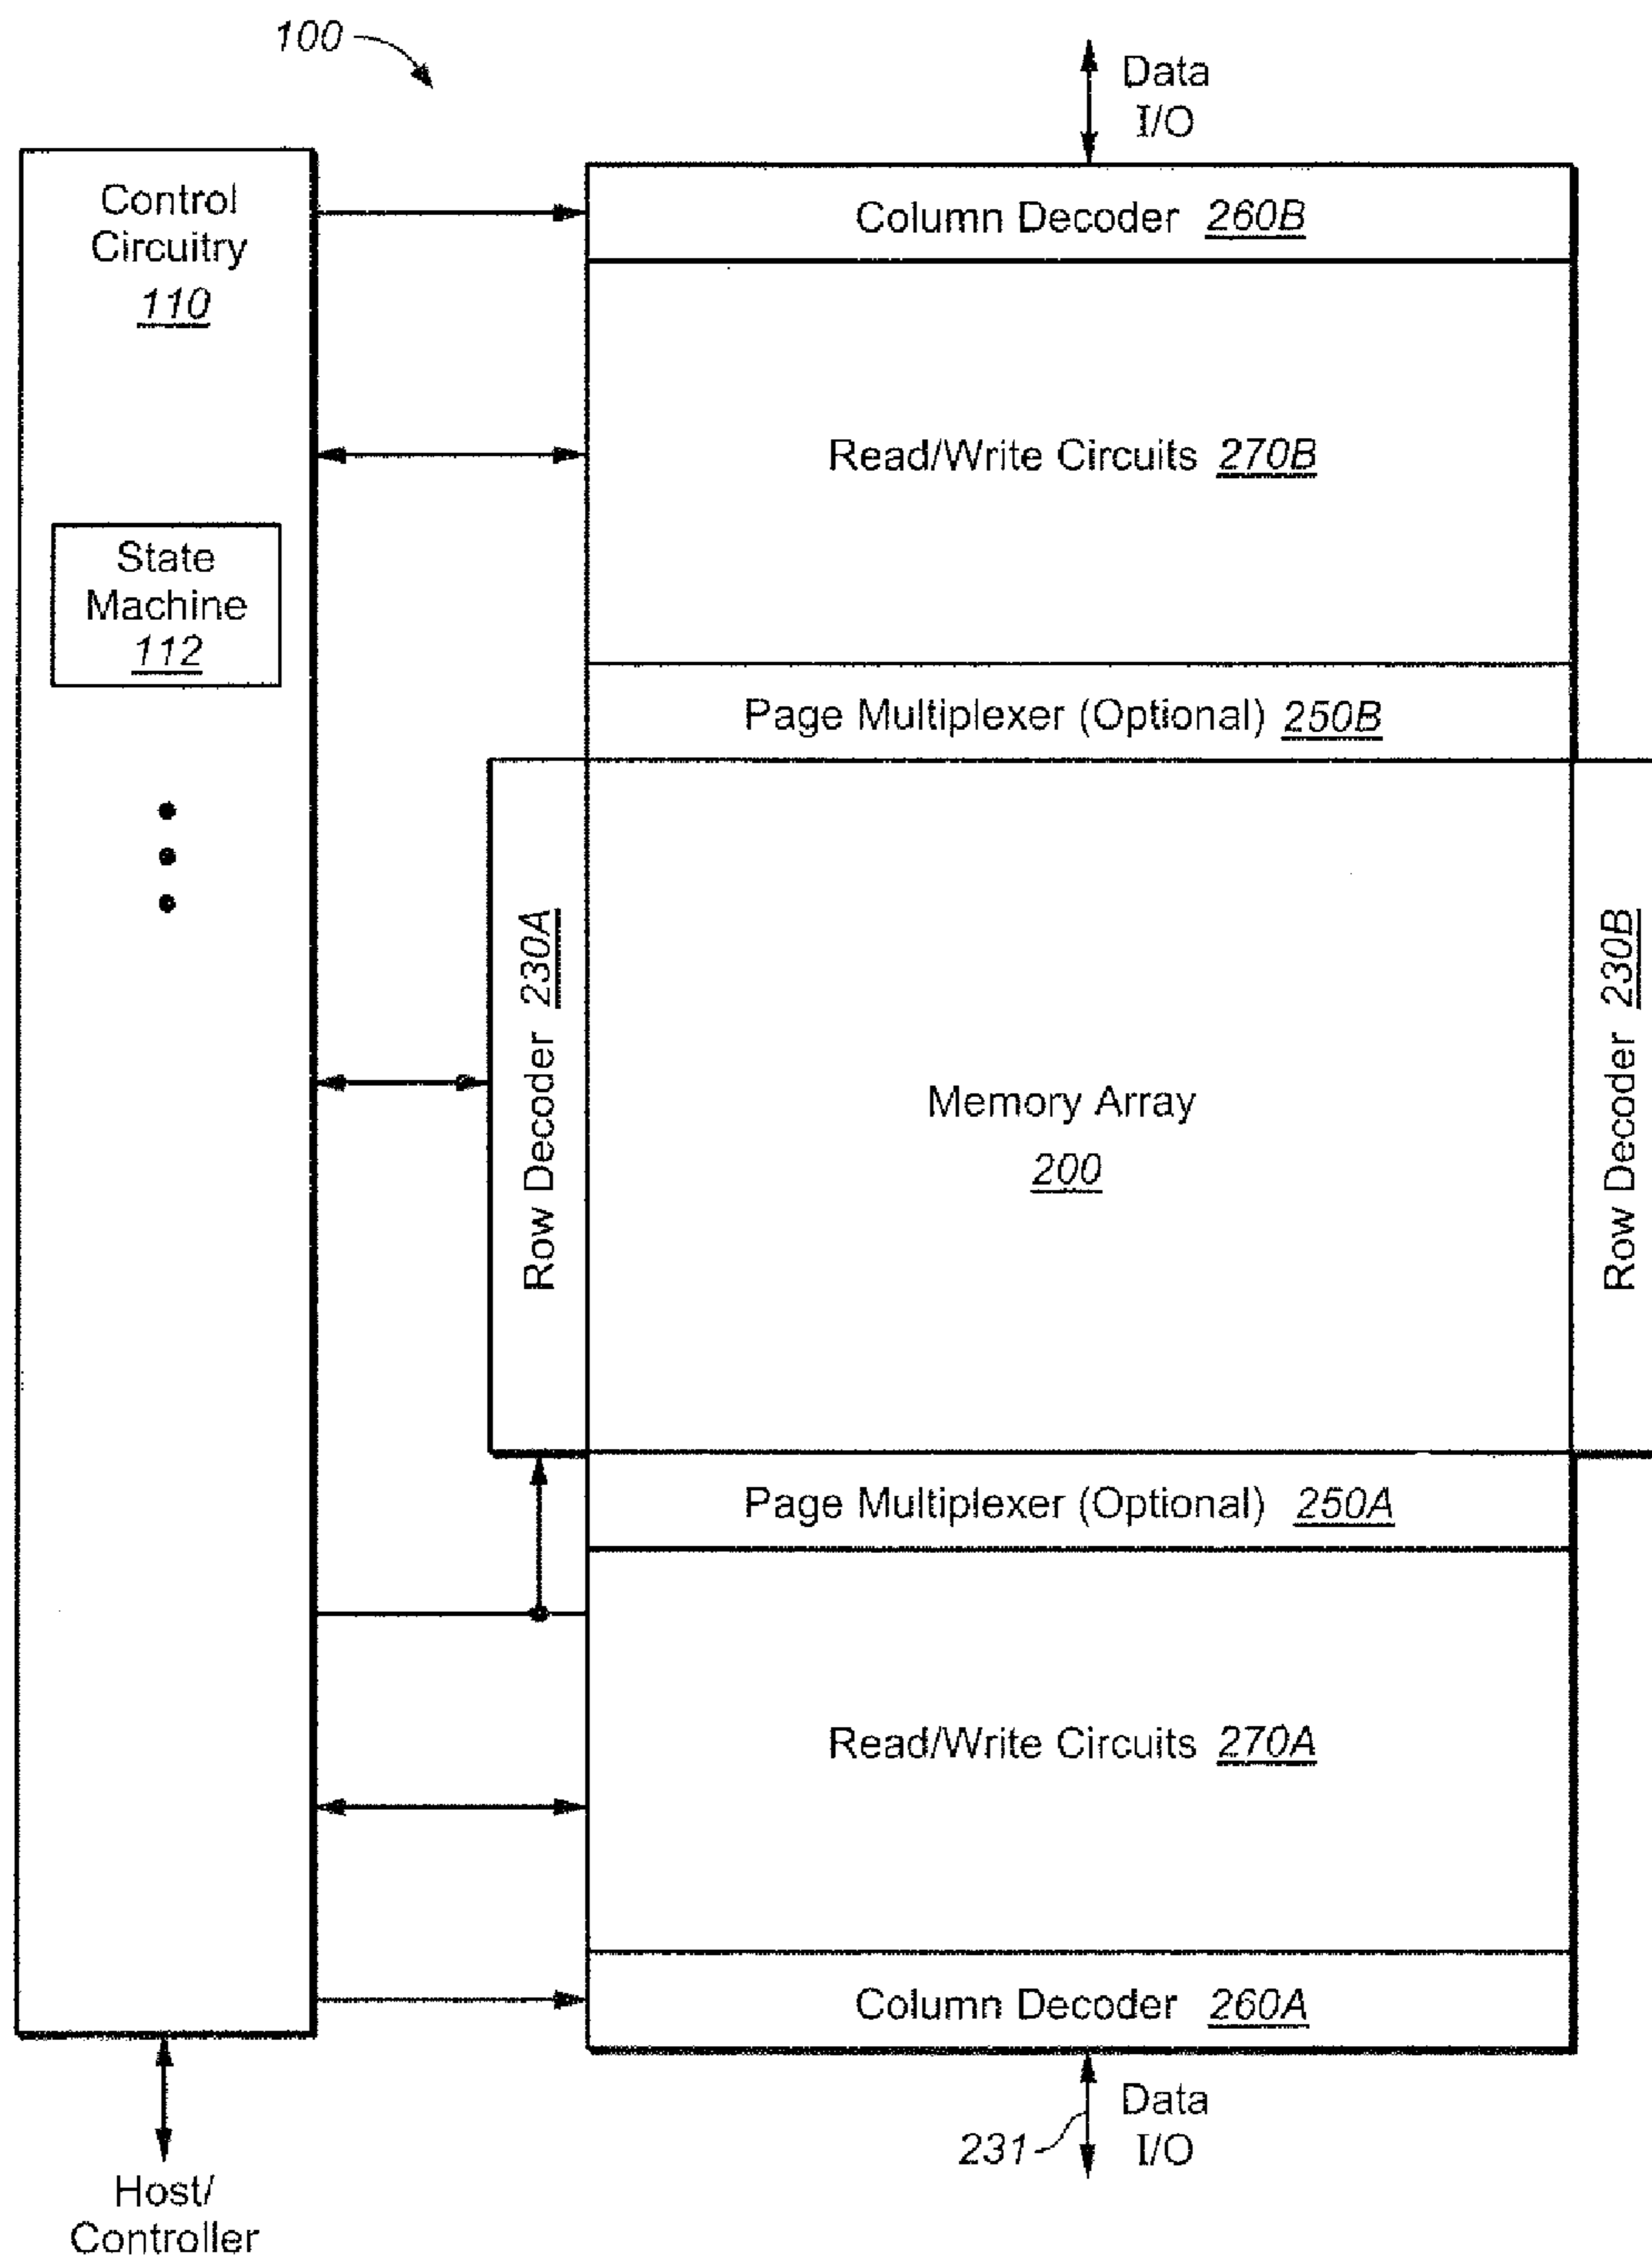 100
Data
I/O
Control
Circuitry
110
Column Decoder 260B
Read/Write Circuits 270B
State
Machine
112
Page Multiplexer (Optional) 250B
Row Decoder 230A
Memory Array
200
Row Decoder 230B
Page Multiplexer (Optional) 250A
Read/Write Circuits 270A
Column Decoder 260A
231
Data
I/O
Host/
Controller